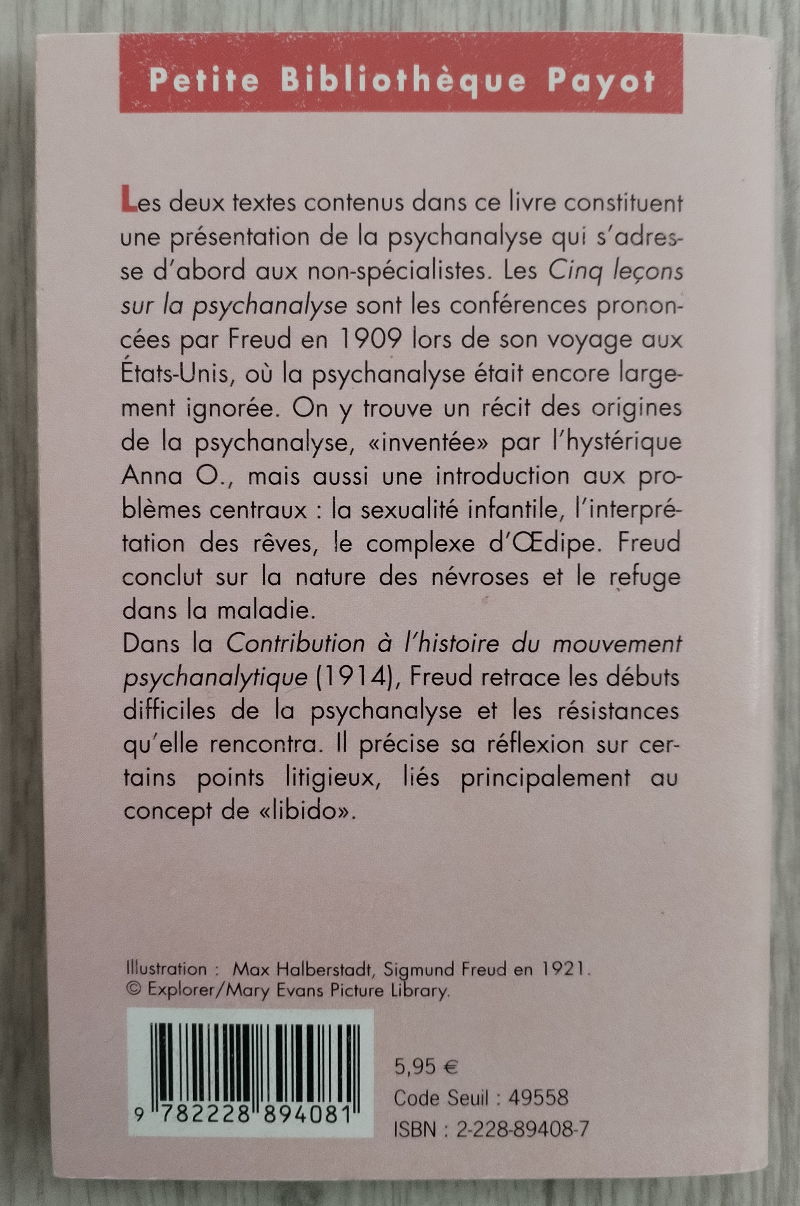 Petite Bibliothèque Payot
Les deux textes contenus dans ce livre constituent
une présentation de la psychanalyse qui s'adres-
se d'abord aux non-spécialistes. Les Cinq leçons
sur la psychanalyse sont les conférences pronon-
cées par Freud en 1909 lors de son voyage aux
États-Unis, où la psychanalyse était encore large-
ment ignorée. On y trouve un récit des origines
de la psychanalyse, «inventée» par l'hystérique
Anna O., mais aussi une introduction aux pro-
blèmes centraux : la sexualité infantile, l'interpré-
tation des rêves, le complexe d'Œdipe. Freud
conclut sur la nature des névroses et le refuge
dans la maladie.
Dans la Contribution à l'histoire du mouvement
psychanalytique (1914), Freud retrace les débuts
difficiles de la psychanalyse et les résistances
qu'elle rencontra. Il précise sa réflexion sur cer-
tains points litigieux, liés principalement au
concept de «libido».
Illustration : Max Halberstadt, Sigmund Freud en 1921.
© Explorer/Mary Evans Picture Library.
9 782228 894081
5,95 €
Code Seuil : 49558
ISBN : 2-228-89408-7